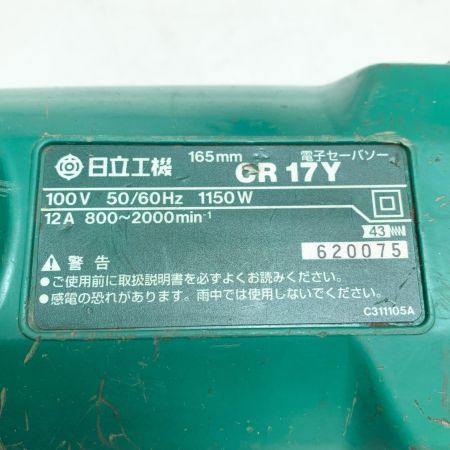 日立工機 165mm 電子セーバソー CR 17Y
100V 50/60Hz 1150W
12A 800～2000min⁻¹
43
620075
警告
●ご使用前に取扱説明書を必ずよくお読みください。
●感電の恐れがあります。雨中では使用しないでください。
C311105A